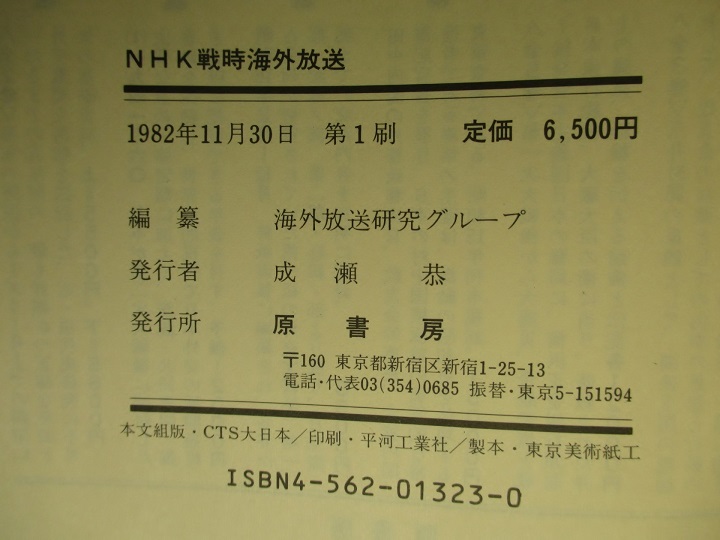 NHK戦時海外放送
1982年11月30日 第1刷 定価 6,500円
編纂 海外放送研究グループ
発行者 成瀬恭
発行所 原書房
〒160 東京都新宿区新宿1-25-13
電話・代表03(354)0685 振替・東京5-151594
本文組版・CTS大日本/印刷・平河工業社/製本・東京美術紙工
ISBN4-562-01323-0